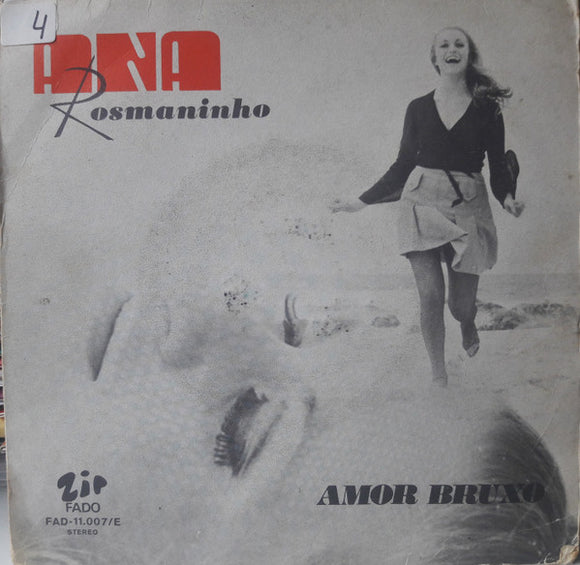 4
ANA
Rosmaninho
AMOR BRUXO
Zip
FADO
FAD-11.007/E
STEREO